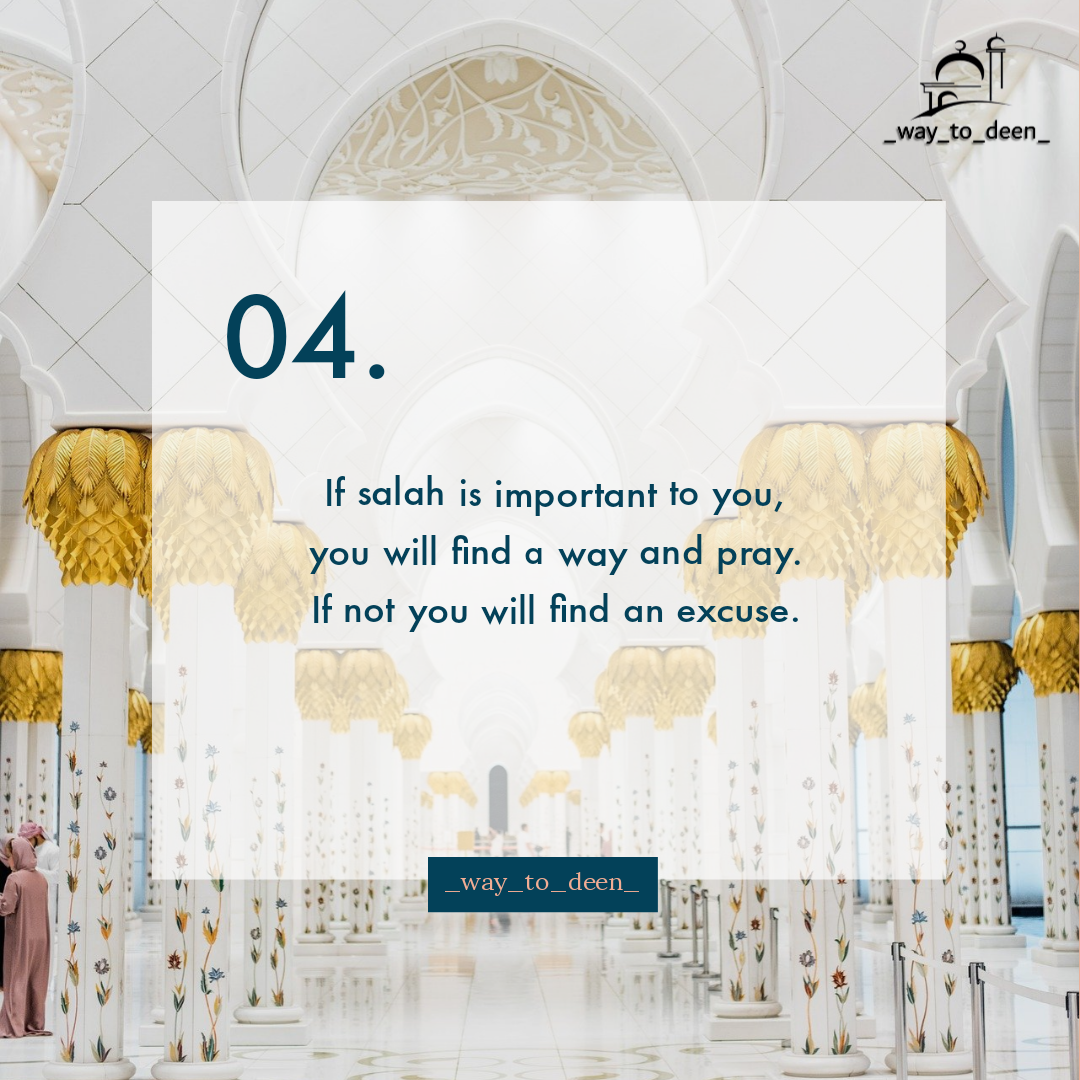 _way_to_deen_
04.
If salah is important to you,
you will find a way and pray.
If not you will find an excuse.
_way_to_deen_